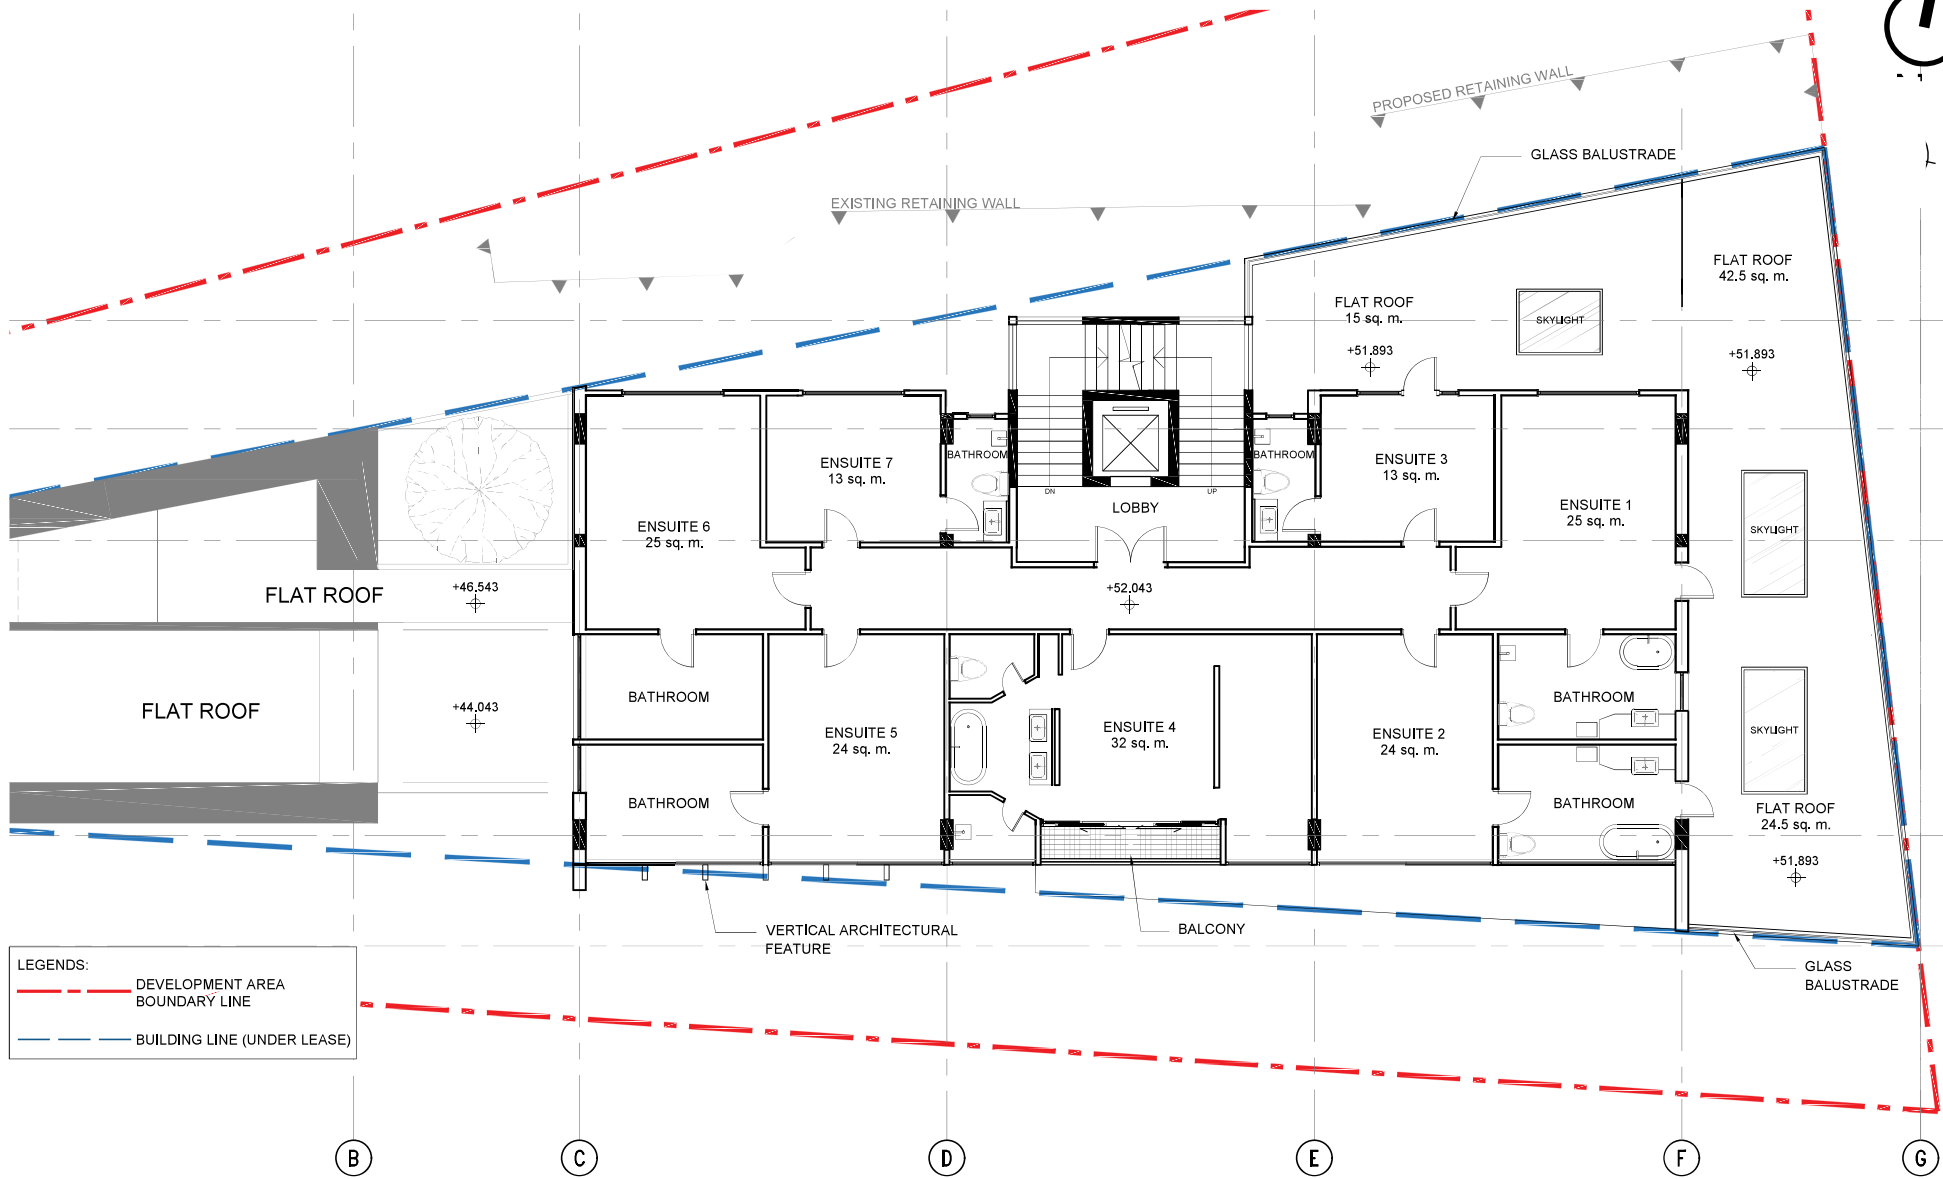 PROPOSED RETAINING WALL
GLASS BALUSTRADE
EXISTING RETAINING WALL
FLAT ROOF
42.5 sq. m.
FLAT ROOF
15 sq. m.
SKYLIGHT
+51.893
+51.893
ENSUITE 7
13 sq. m.
BATHROOM
BATHROOM
ENSUITE 3
13 sq. m.
DN
UP
LOBBY
ENSUITE 1
25 sq. m.
ENSUITE 6
25 sq. m.
SKYLIGHT
FLAT ROOF
+46.543
+52.043
FLAT ROOF
+44.043
BATHROOM
ENSUITE 5
24 sq. m.
ENSUITE 4
32 sq. m.
ENSUITE 2
24 sq. m.
BATHROOM
SKYLIGHT
BATHROOM
BATHROOM
FLAT ROOF
24.5 sq. m.
+51.893
VERTICAL ARCHITECTURAL
FEATURE
BALCONY
GLASS
BALUSTRADE
LEGENDS:
DEVELOPMENT AREA
BOUNDARY LINE
BUILDING LINE (UNDER LEASE)
B
C
D
E
F
G